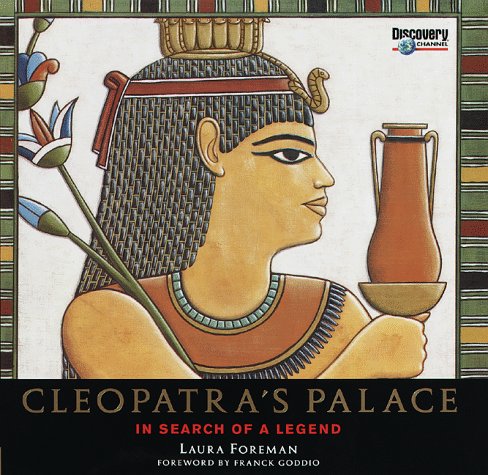 Discovery
CHANNEL
CLEOPATRA'S PALACE
IN SEARCH OF A LEGEND
LAURA FOREMAN
FOREWORD BY FRANCK GODDIO